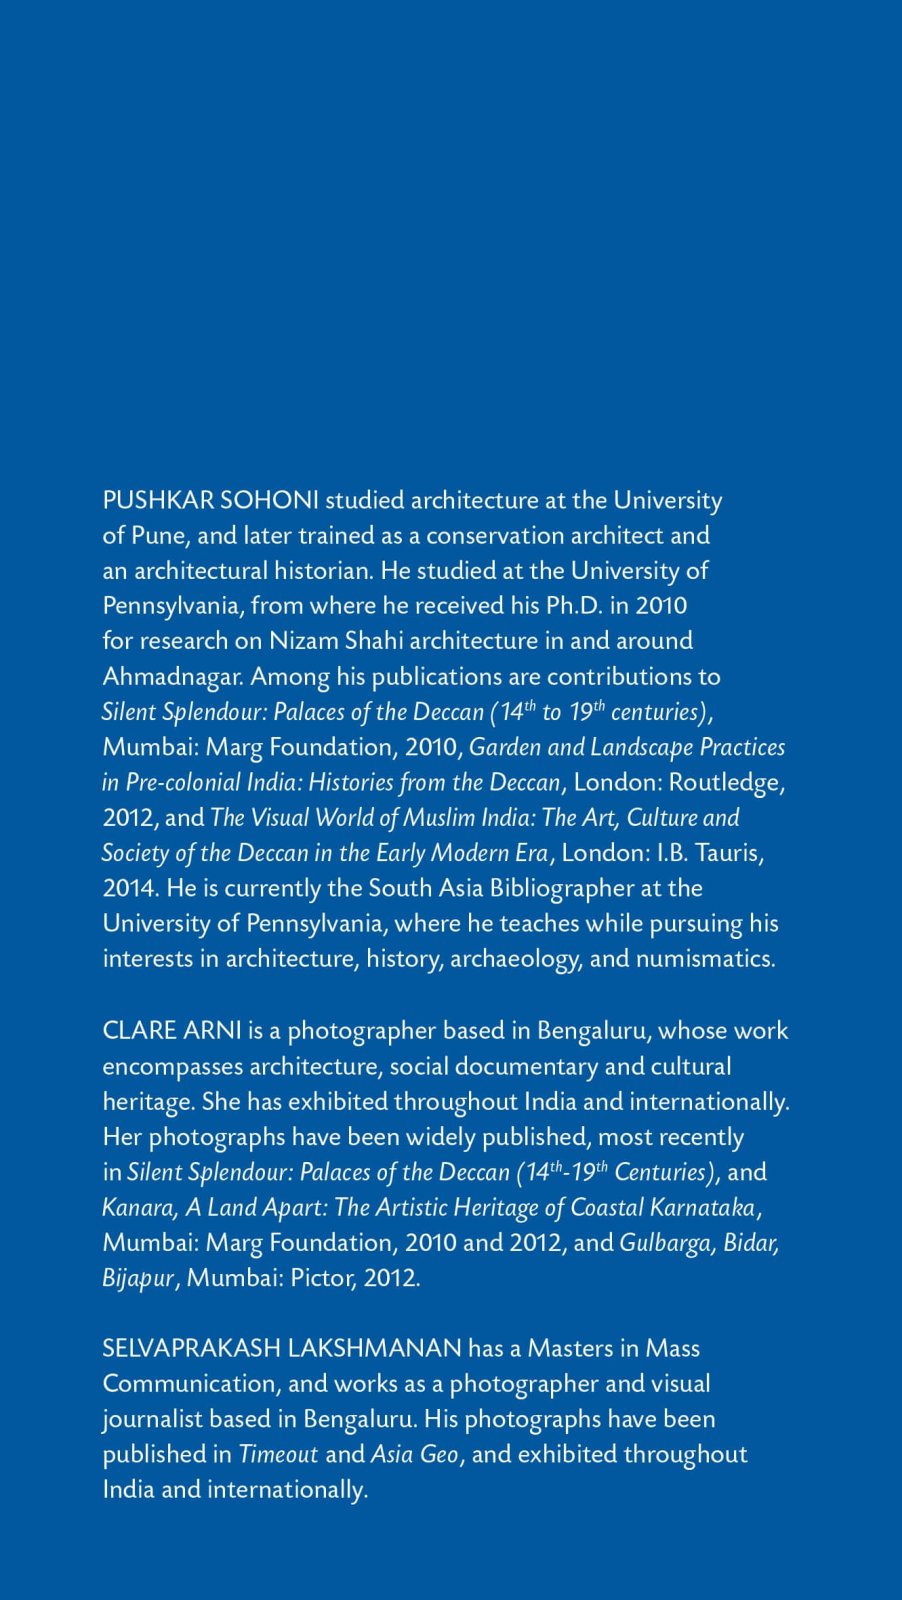 PUSHKAR SOHONI studied architecture at the University
of Pune, and later trained as a conservation architect and
an architectural historian. He studied at the University of
Pennsylvania, from where he received his Ph.D. in 2010
for research on Nizam Shahi architecture in and around
Ahmadnagar. Among his publications are contributions to
Silent Splendour: Palaces of the Deccan (14th to 19th centuries),
Mumbai: Marg Foundation, 2010, Garden and Landscape Practices
in Pre-colonial India: Histories from the Deccan, London: Routledge,
2012, and The Visual World of Muslim India: The Art, Culture and
Society of the Deccan in the Early Modern Era, London: I.B. Tauris,
2014. He is currently the South Asia Bibliographer at the
University of Pennsylvania, where he teaches while pursuing his
interests in architecture, history, archaeology, and numismatics.
CLARE ARNI is a photographer based in Bengaluru, whose work
encompasses architecture, social documentary and cultural
heritage. She has exhibited throughout India and internationally.
Her photographs have been widely published, most recently
in Silent Splendour: Palaces of the Deccan (14th-19th Centuries), and
Kanara, A Land Apart: The Artistic Heritage of Coastal Karnataka,
Mumbai: Marg Foundation, 2010 and 2012, and Gulbarga, Bidar,
Bijapur, Mumbai: Pictor, 2012.
SELVAPRAKASH LAKSHMANAN has a Masters in Mass
Communication, and works as a photographer and visual
journalist based in Bengaluru. His photographs have been
published in Timeout and Asia Geo, and exhibited throughout
India and internationally.